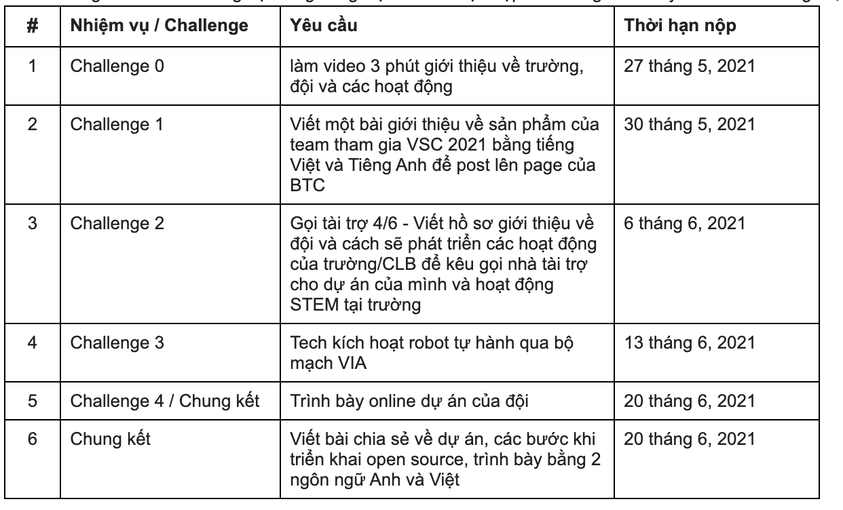 # Nhiệm vụ / Challenge Yêu cầu Thời hạn nộp
1 Challenge 0 làm video 3 phút giới thiệu về trường, 27 tháng 5, 2021
đội và các hoạt động
2 Challenge 1 Viết một bài giới thiệu về sản phẩm của 30 tháng 5, 2021
team tham gia VSC 2021 bằng tiếng
Việt và Tiêng Anh để post lên page của
BTC
3 Challenge 2 Gọi tài trợ 4/6 - Viết hồ sơ giới thiệu về 6 tháng 6, 2021
đội và cách sẽ phát triển các hoạt động
của trường/CLB để kêu gọi nhà tài trợ
cho dự án của mình và hoạt động
STEM tại trường
4 Challenge 3 Tech kích hoạt robot tự hành qua bộ 13 tháng 6, 2021
mạch VIA
5 Challenge 4 / Chung kết Trình bày online dự án của đội 20 tháng 6, 2021
6 Chung kết Viết bài chia sẻ về dự án, các bước khi 20 tháng 6, 2021
triển khai open source, trình bày bằng 2
ngôn ngữ Anh và Việt